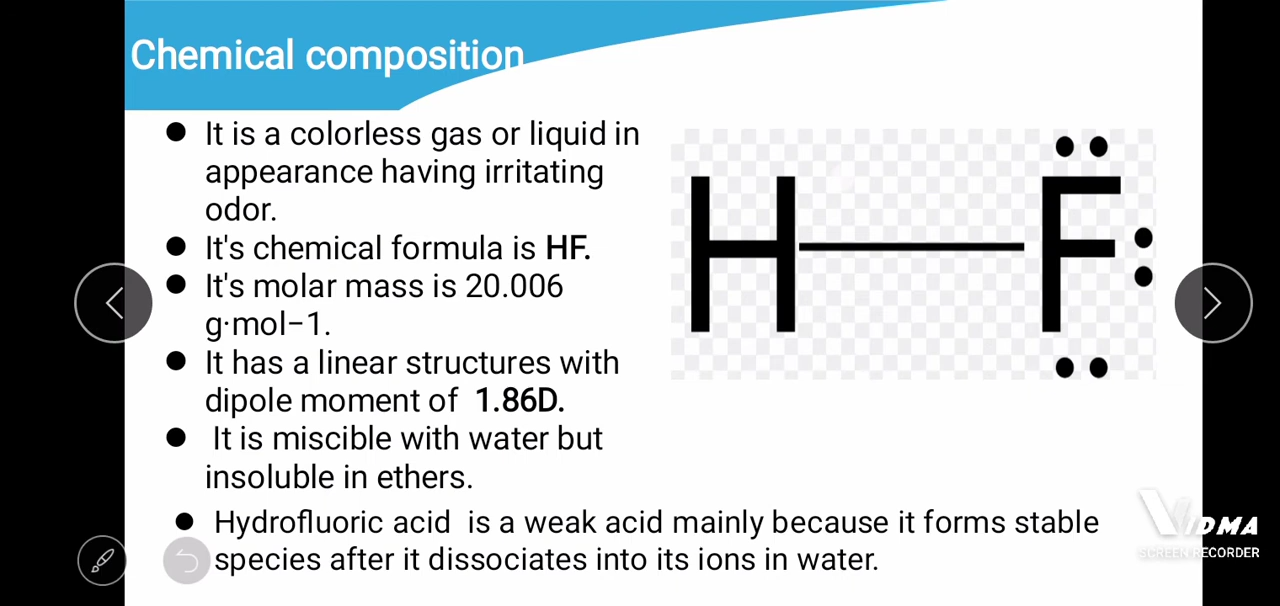 Chemical composition
It is a colorless gas or liquid in
appearance having irritating
odor.
It's chemical formula is HF.
It's molar mass is 20.006
g·mol−1.
It has a linear structures with
dipole moment of 1.86D.
It is miscible with water but
insoluble in ethers.
Hydrofluoric acid is a weak acid mainly because it forms stable
species after it dissociates into its ions in water.
H F
VIDMA
SCREEN RECORDER